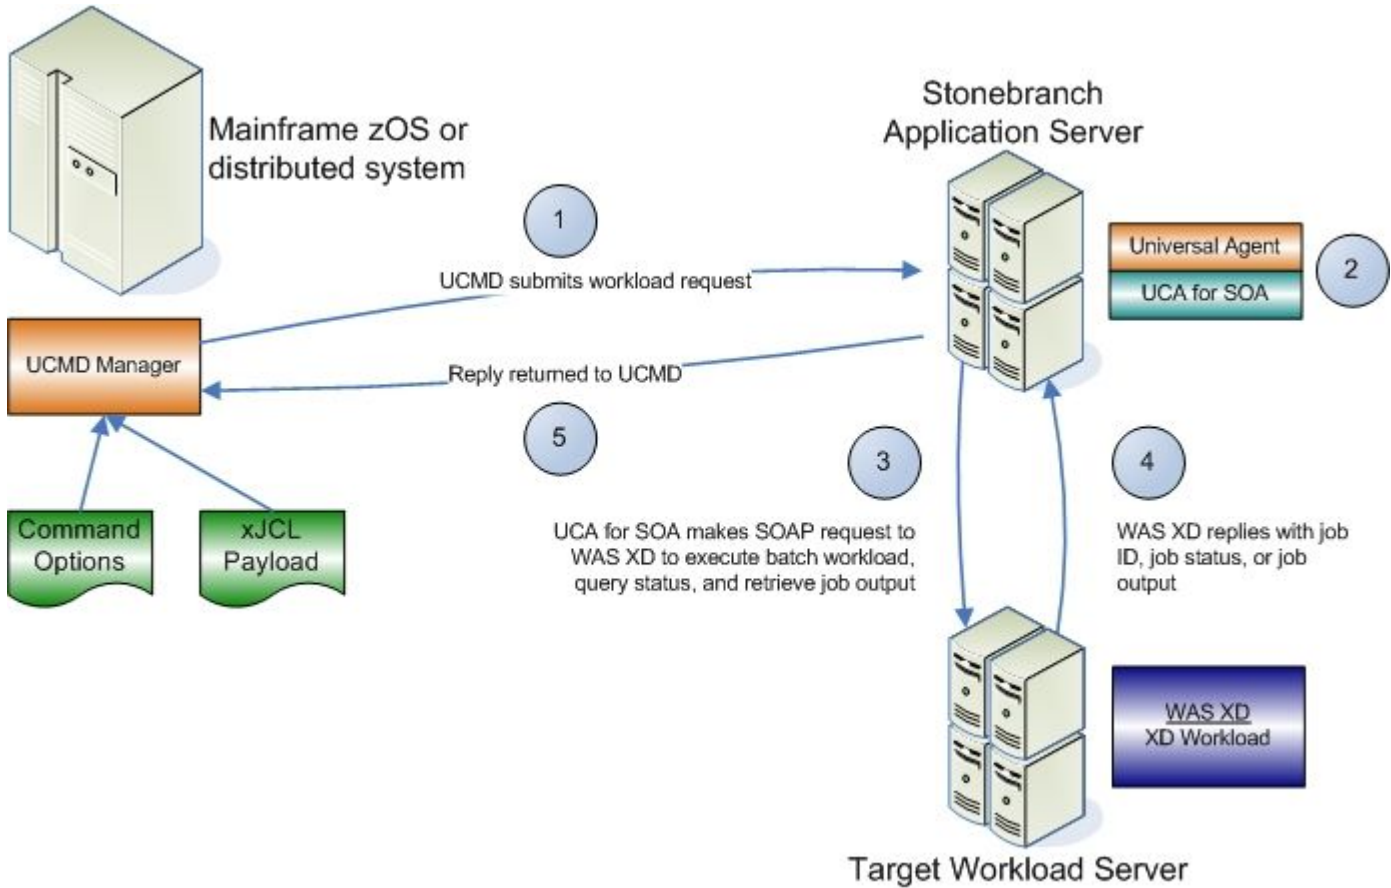 Mainframe zOS or
distributed system
Stonebranch
Application Server
1
UCMD submits workload request
Universal Agent
UCA for SOA
2
UCMD Manager
Reply returned to UCMD
5
3
4
Command
Options
xJCL
Payload
UCA for SOA makes SOAP request to
WAS XD to execute batch workload,
query status, and retrieve job output
WAS XD replies with job
ID, job status, or job
output
WAS XD
XD Workload
Target Workload Server